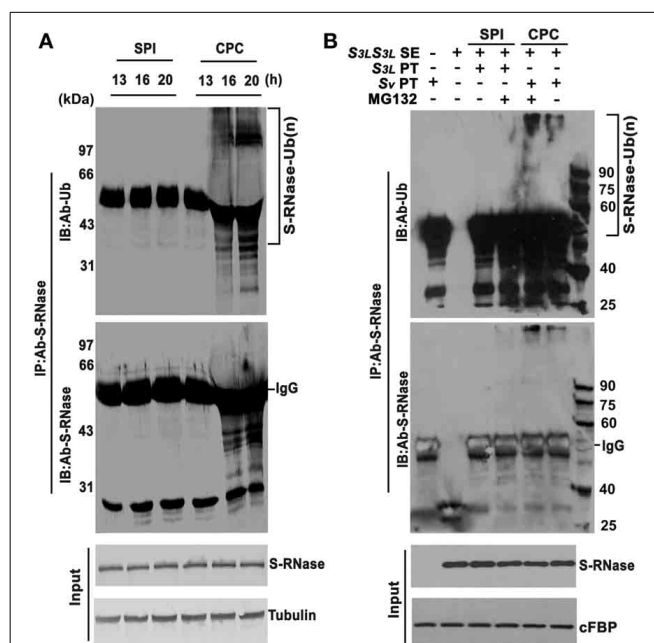 A
SPI CPC
13 16 20 13 16 20 (h)
(kDa)
97
66
43
31
IP:Ab-S-RNase
IB:Ab-Ub
S-RNase-Ub(n)
97
66
43
31
IB:Ab-S-RNase
IgG
Input
S-RNase
Tubulin
B
SPI CPC
S3LS3L SE - + + + + +
S3L PT - - + + - -
Sv PT + - - - + +
MG132 - - - + + -
IP:Ab-S-RNase
IB:Ab-Ub
S-RNase-Ub(n)
90
75
60
40
25
IB:Ab-S-RNase
90
75
60
IgG
40
25
Input
S-RNase
cFBP